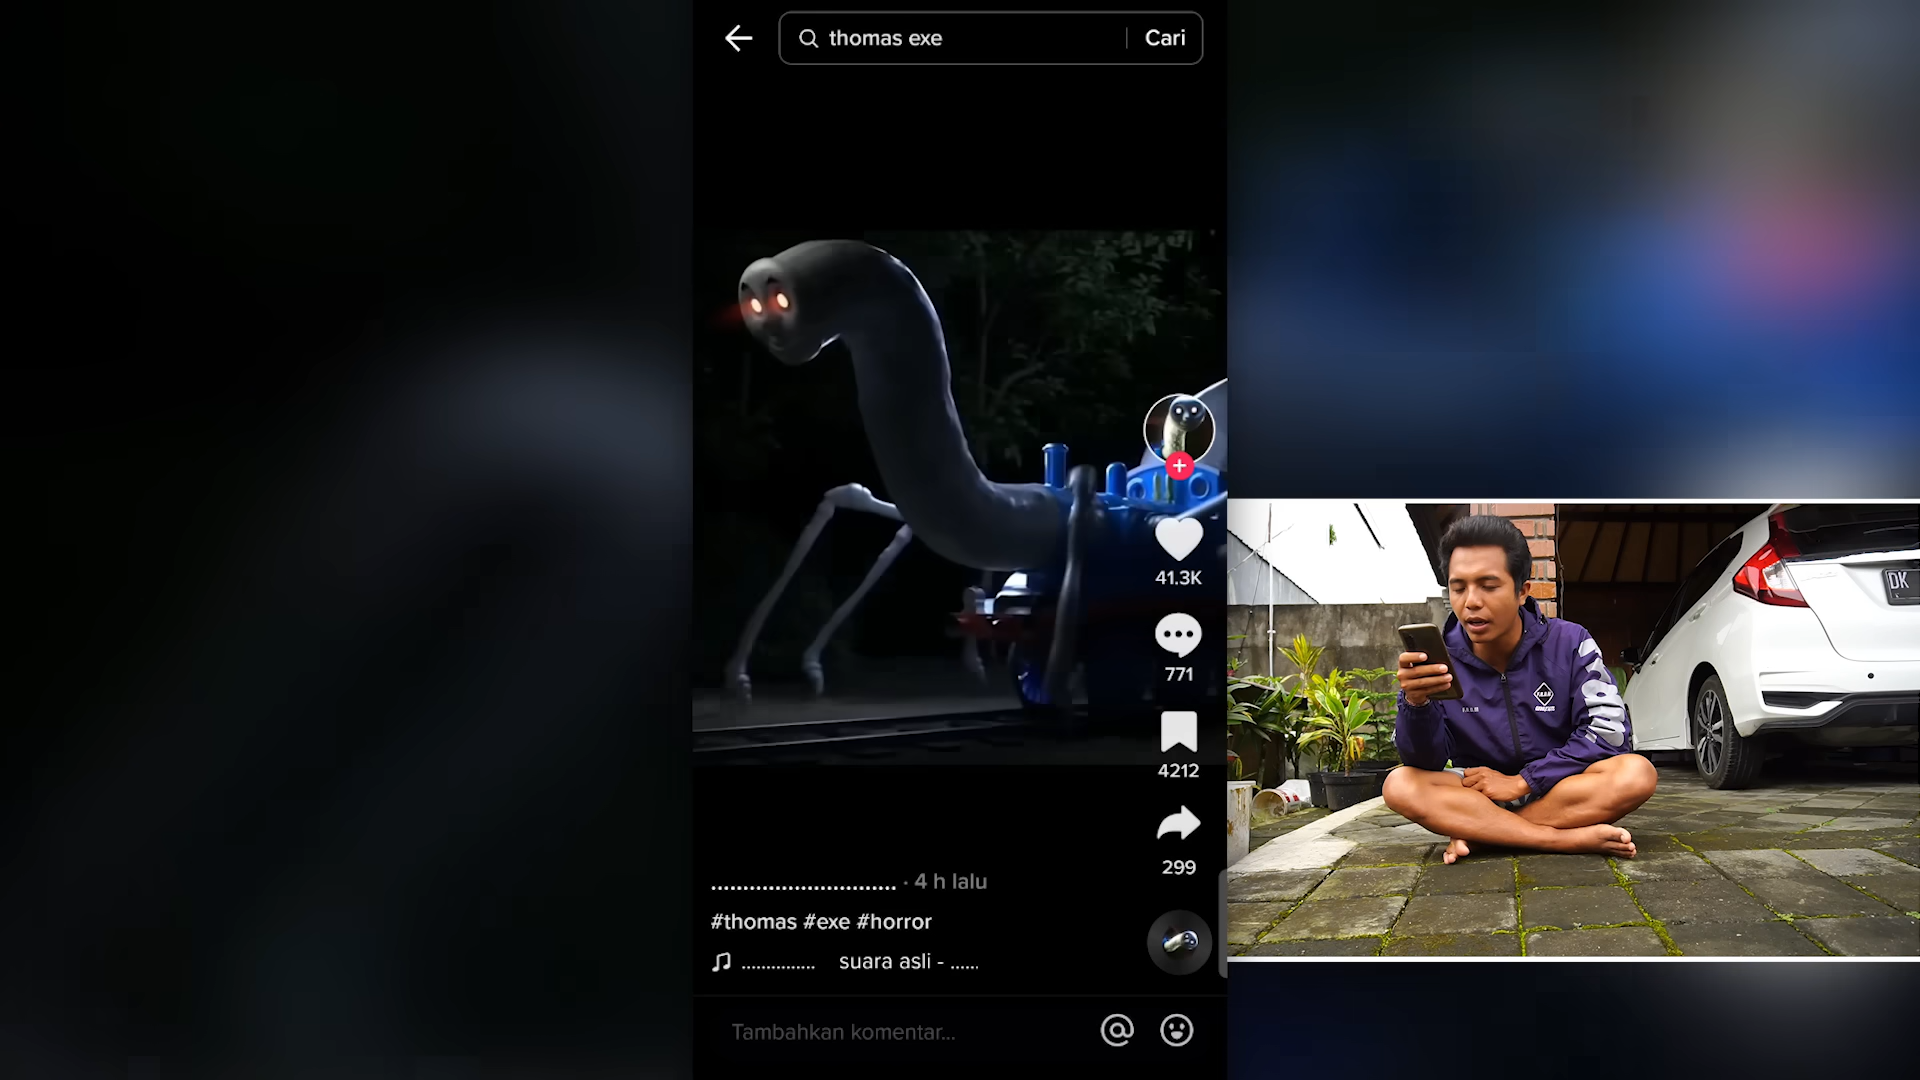 thomas exe
Cari
41.3K
771
4212
299
............................. · 4 h lalu
#thomas #exe #horror
............... suara asli - ......
Tambahkan komentar...
DK